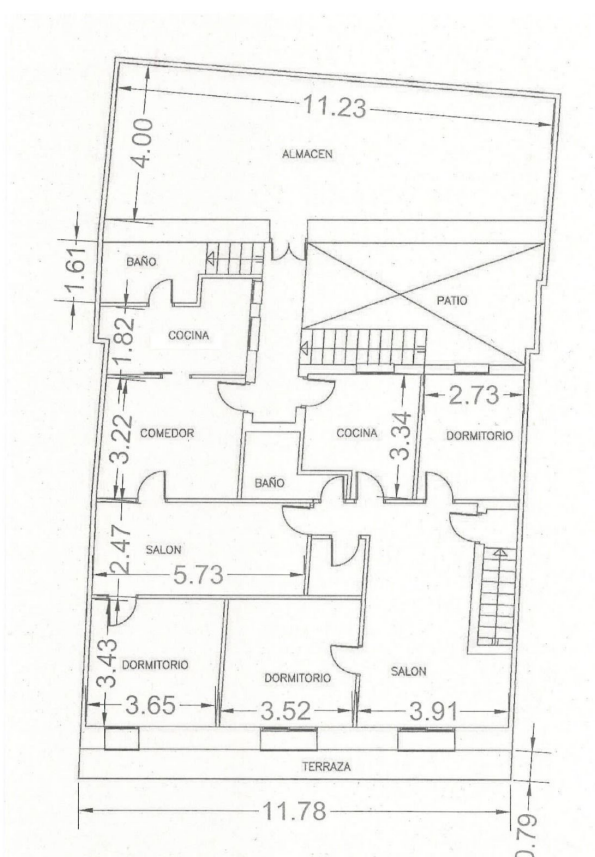 11.23
4.00
ALMACEN
1.61
BAÑO
PATIO
1.82
COCINA
2.73
3.22
COMEDOR
COCINA
3.34
DORMITORIO
BAÑO
2.47
SALON
5.73
3.43
DORMITORIO
DORMITORIO
SALON
3.65
3.52
3.91
TERRAZA
11.78
0.79